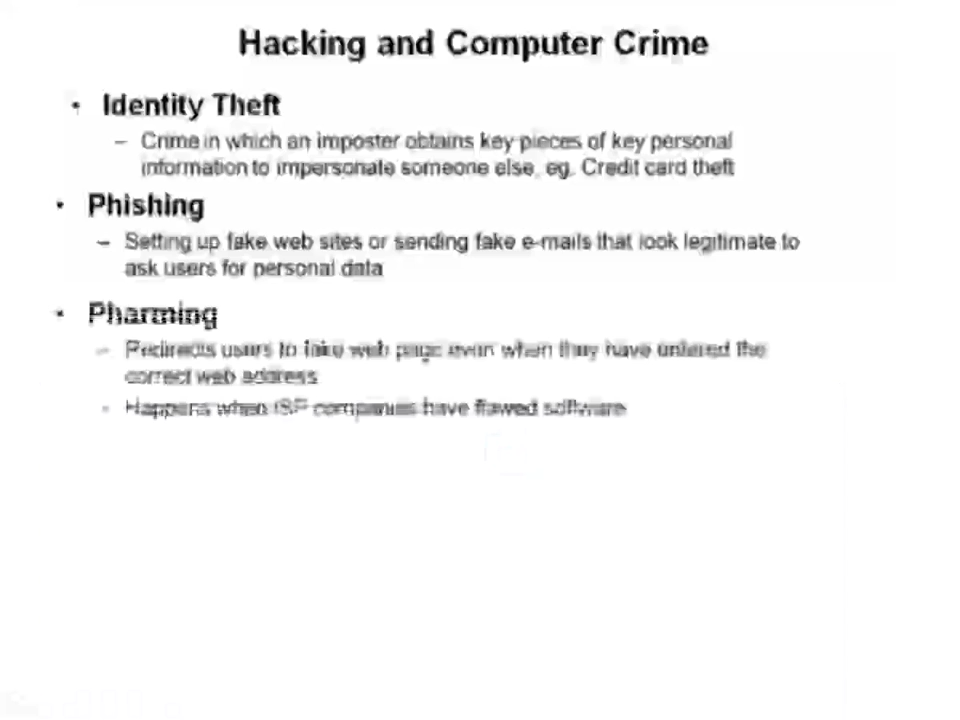 Hacking and Computer Crime
• Identity Theft
– Crime in which an imposter obtains key pieces of key personal
information to impersonate someone else, eg. Credit card theft
• Phishing
– Setting up fake web sites or sending fake e-mails that look legitimate to
ask users for personal data
• Pharming
– Redirects users to fake web page even when they have entered the
correct web address
- Happens when ISP companies have flawed software